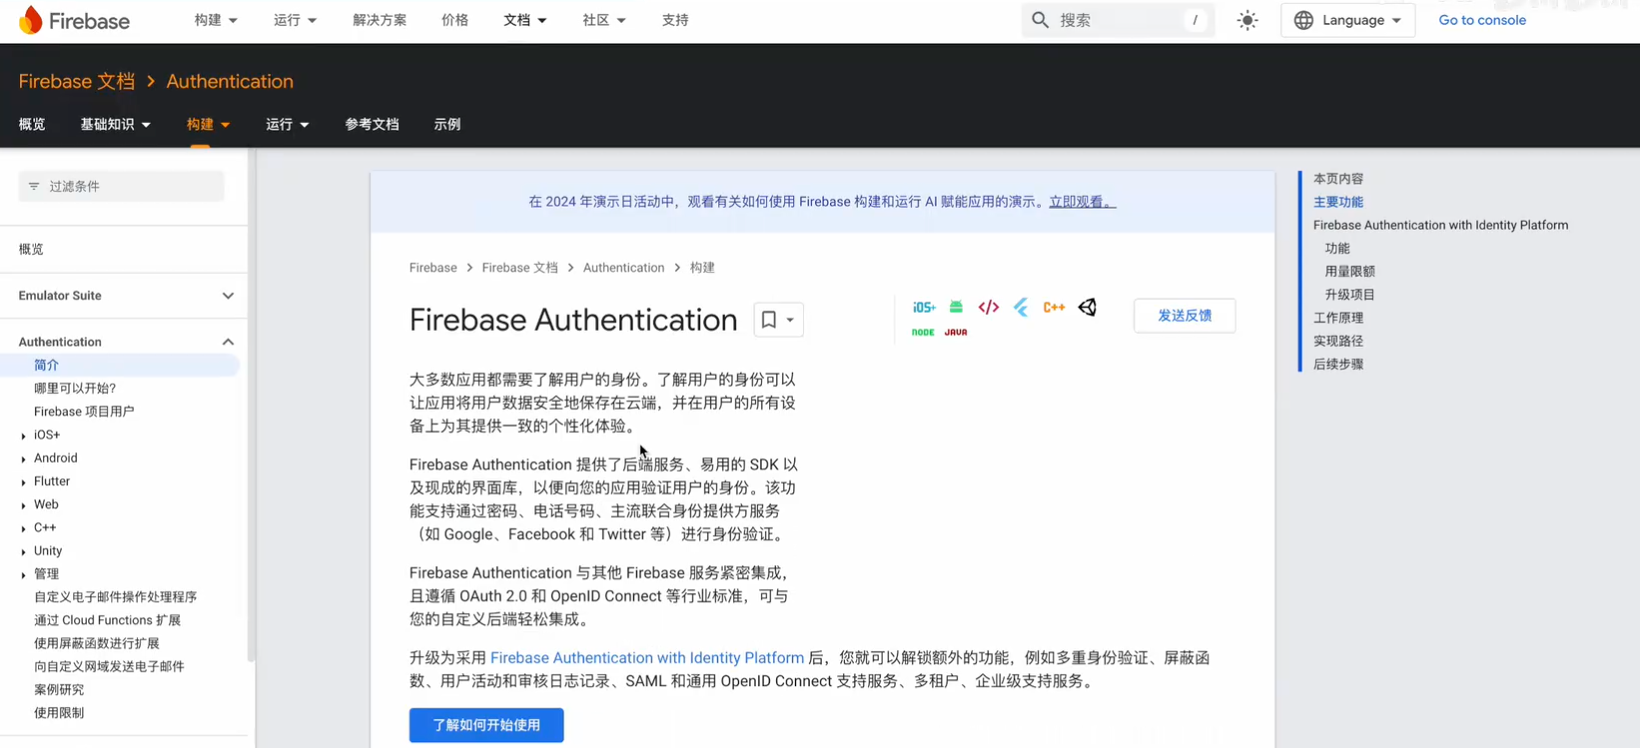 Firebase
构建
运行
解决方案
价格
文档
社区
支持
搜索
/
Language
Go to console
Firebase 文档
Authentication
概览
基础知识
构建
运行
参考文档
示例
过滤条件
概览
Emulator Suite
Authentication
简介
哪里可以开始?
Firebase 项目用户
iOS+
Android
Flutter
Web
C++
Unity
管理
自定义电子邮件操作处理程序
通过 Cloud Functions 扩展
使用屏蔽函数进行扩展
向自定义网域发送电子邮件
案例研究
使用限制
在 2024 年演示日活动中，观看有关如何使用 Firebase 构建和运行 AI 赋能应用的演示。立即观看。
Firebase > Firebase 文档 > Authentication > 构建
Firebase Authentication
iOS+
C++
NODE JAVA
发送反馈
大多数应用都需要了解用户的身份。了解用户的身份可以
让应用将用户数据安全地保存在云端，并在用户的所有设
备上为其提供一致的个性化体验。
Firebase Authentication 提供了后端服务、易用的 SDK 以
及现成的界面库，以便向您的应用验证用户的身份。该功
能支持通过密码、电话号码、主流联合身份提供方服务
（如 Google、Facebook 和 Twitter 等）进行身份验证。
Firebase Authentication 与其他 Firebase 服务紧密集成，
且遵循 OAuth 2.0 和 OpenID Connect 等行业标准，可与
您的自定义后端轻松集成。
升级为采用 Firebase Authentication with Identity Platform 后，您就可以解锁额外的功能，例如多重身份验证、屏蔽函
数、用户活动和审核日志记录、SAML 和通用 OpenID Connect 支持服务、多租户、企业级支持服务。
了解如何开始使用
本页内容
主要功能
Firebase Authentication with Identity Platform
功能
用量限额
升级项目
工作原理
实现路径
后续步骤